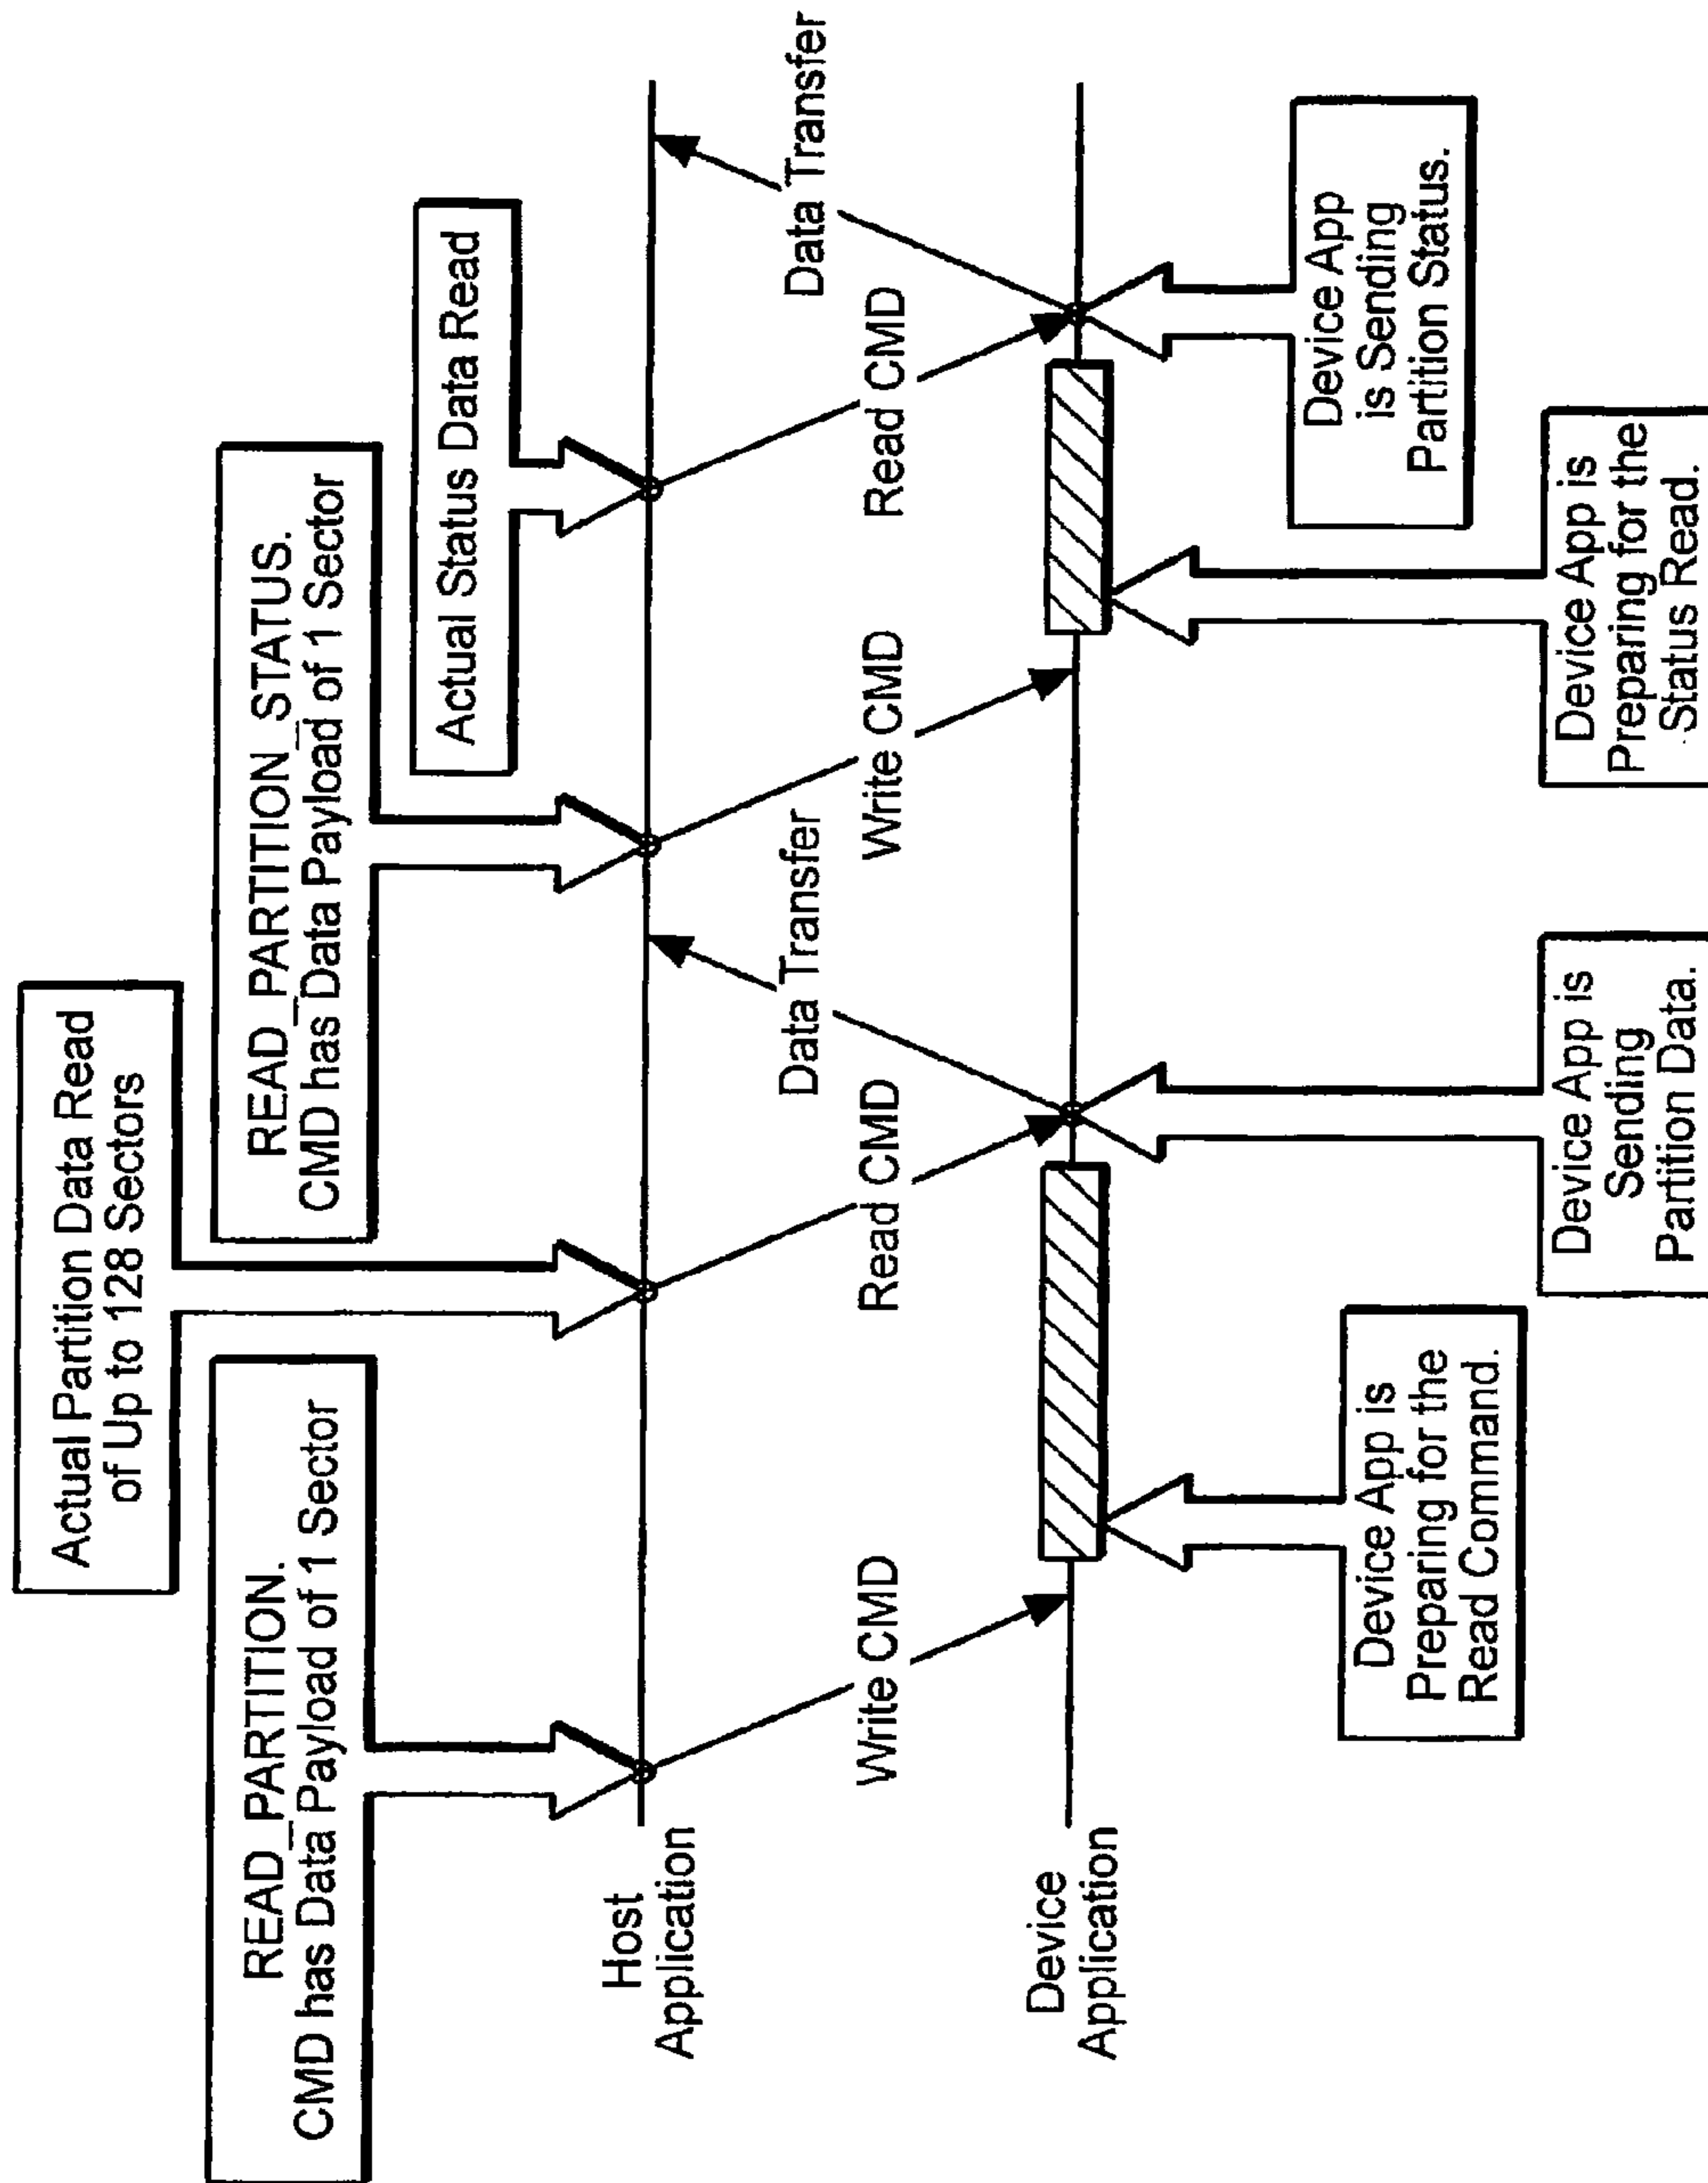 Actual Partition Data Read
of Up to 128 Sectors
READ_PARTITION.
CMD has Data Payload of 1 Sector
READ_PARTITION_STATUS.
CMD has Data Payload of 1 Sector
Actual Status Data Read
Host
Application
Write CMD
Read CMD
Data Transfer
Write CMD
Read CMD
Data Transfer
Device
Application
Device App is
Preparing for the
Read Command.
Device App is
Sending
Partition Data.
Device App is
Preparing for the
Status Read.
Device App
is Sending
Partition Status.